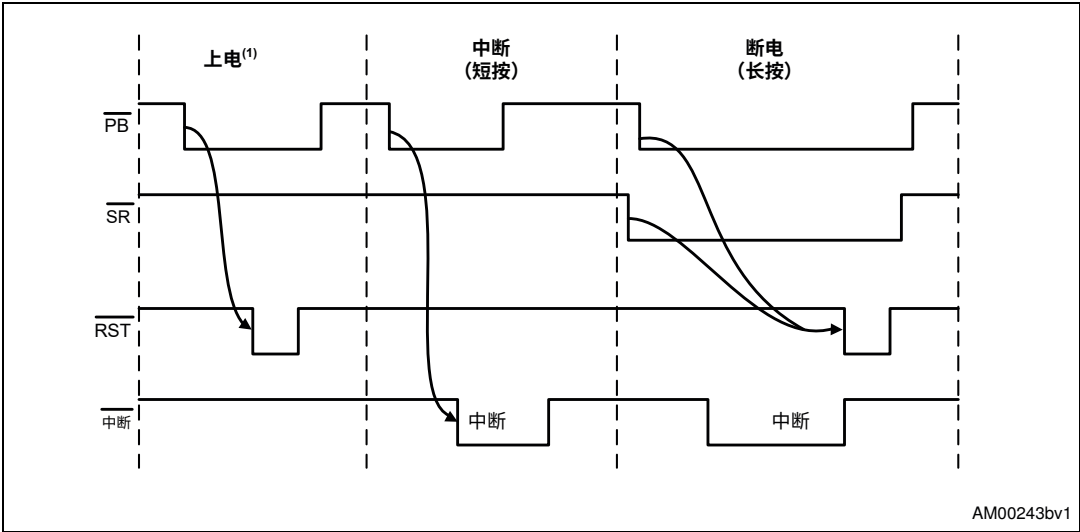 上电(1)
中断
（短按）
断电
（长按）
PB
SR
RST
中断
中断
中断
AM00243bv1